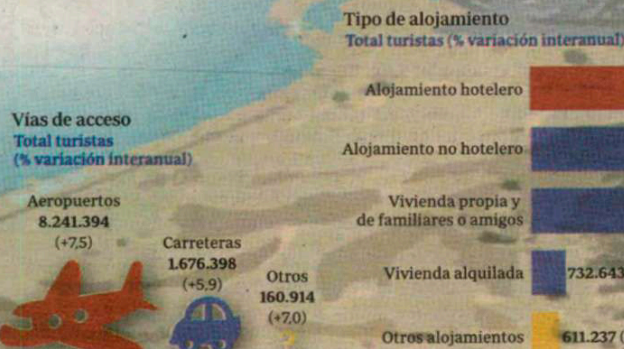 Tipo de alojamiento
Total turistas (% variación interanual)
Alojamiento hotelero
Alojamiento no hotelero
Vivienda propia y
de familiares o amigos
Vivienda alquilada 732.643
Otros alojamientos 611.237 (
Vías de acceso
Total turistas
(% variación interanual)
Aeropuertos
8.241.394
(+7,5)
Carreteras
1.676.398
(+5,9)
Otros
160.914
(+7,0)